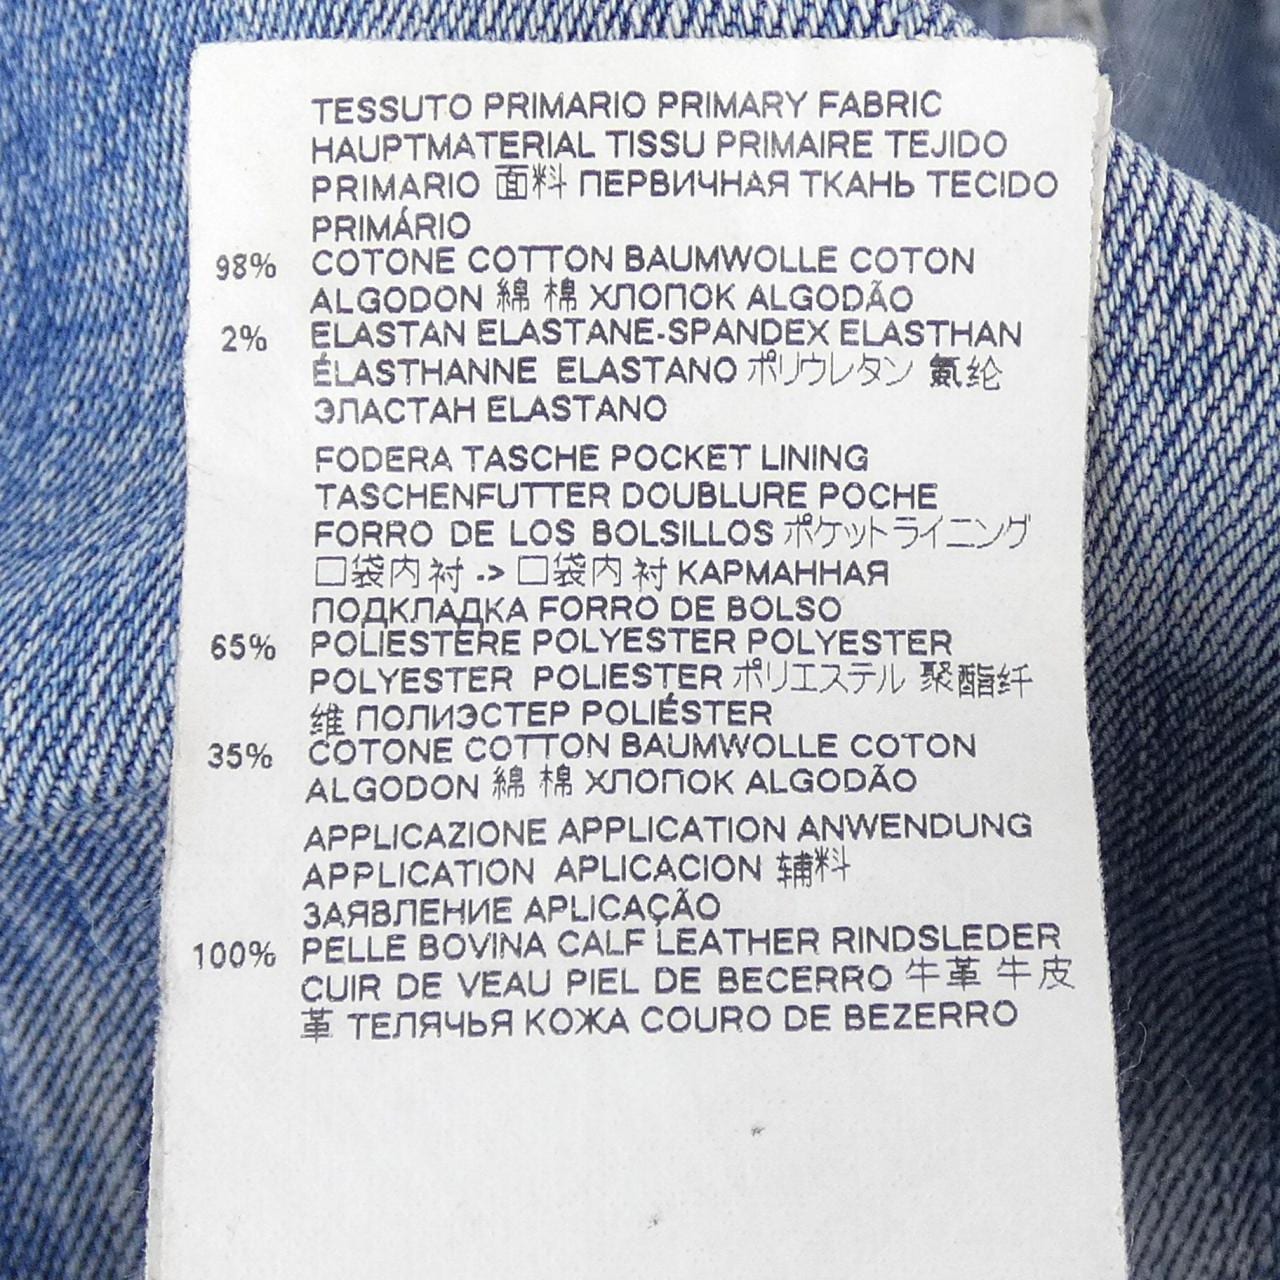 TESSUTO PRIMARIO PRIMARY FABRIC
HAUPTMATERIAL TISSU PRIMAIRE TEJIDO
PRIMARIO 面料 ПЕРВИЧНАЯ ТКАНЬ TECIDO
PRIMÁRIO
98% COTONE COTTON BAUMWOLLE COTON
ALGODON 綿 棉 ХЛОПОК ALGODÃO
2% ELASTAN ELASTANE-SPANDEX ELASTHAN
ÉLASTHANNE ELASTANO ポリウレタン 氨纶
ЭЛАСТАН ELASTANO
FODERA TASCHE POCKET LINING
TASCHENFUTTER DOUBLURE POCHE
FORRO DE LOS BOLSILLOS ポケットライニング
口袋内衬 -> 口袋内衬 КАРМАННАЯ
ПОДКЛАДКА FORRO DE BOLSO
65% POLIESTERE POLYESTER POLYESTER
POLYESTER POLIESTER ポリエステル 聚酯纤
维 ПОЛИЭСТЕР POLIÉSTER
35% COTONE COTTON BAUMWOLLE COTON
ALGODON 綿 棉 ХЛОПОК ALGODÃO
APPLICAZIONE APPLICATION ANWENDUNG
APPLICATION APLICACION 辅料
ЗАЯВЛЕНИЕ APLICAÇÃO
100% PELLE BOVINA CALF LEATHER RINDSLEDER
CUIR DE VEAU PIEL DE BECERRO 牛革 牛皮
革 ТЕЛЯЧЬЯ КОЖА COURO DE BEZERRO